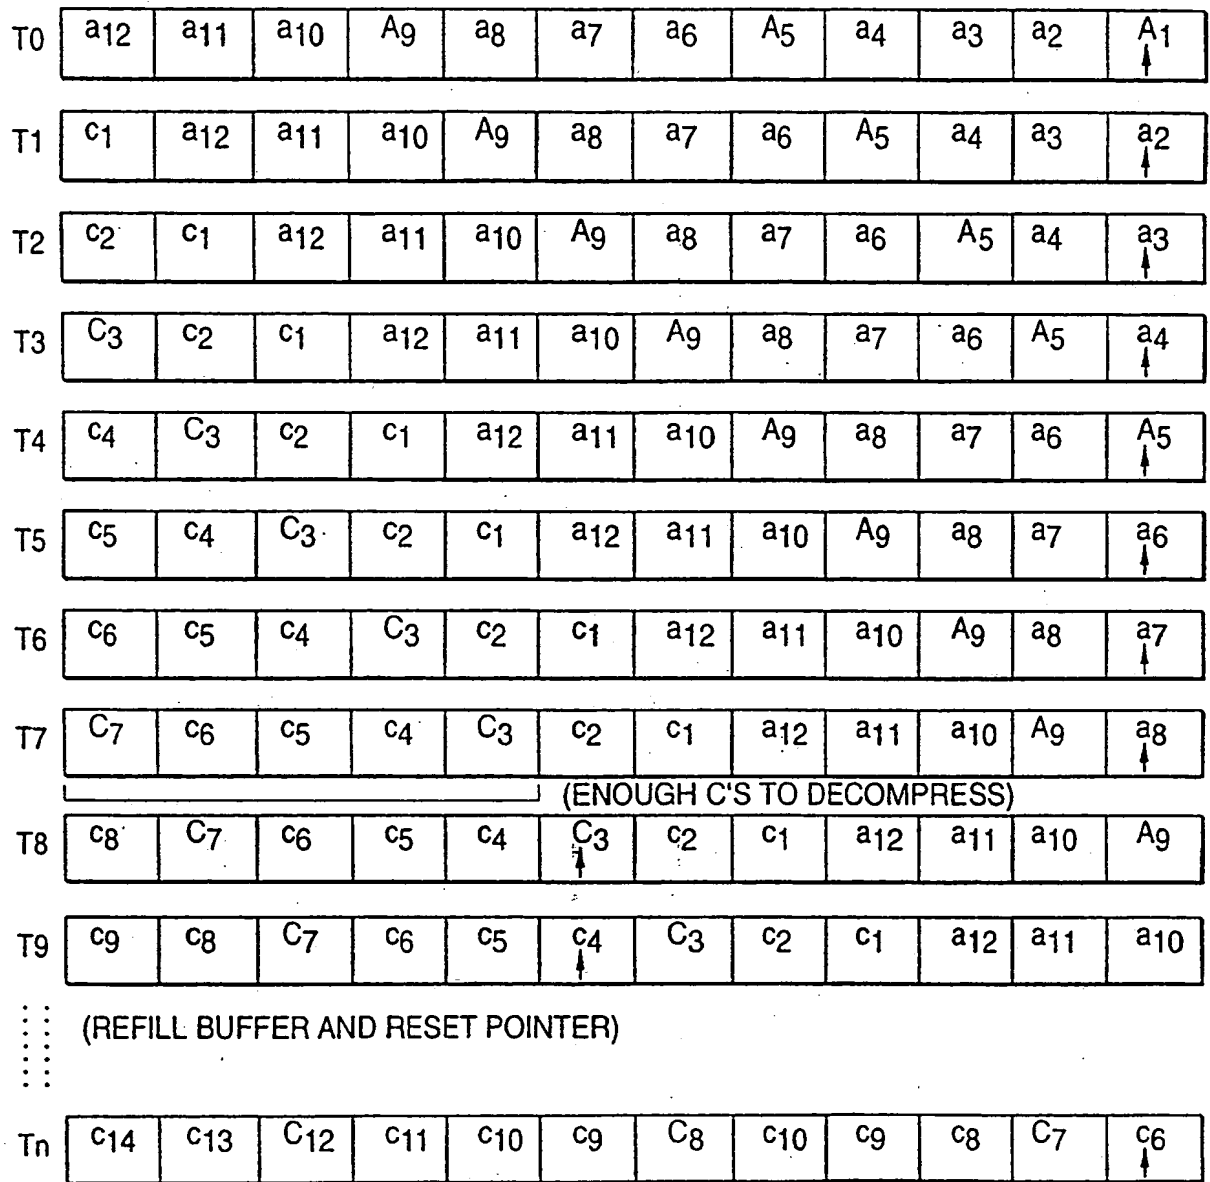 T0 a12 a11 a10 A9 a8 a7 a6 A5 a4 a3 a2 A1
T1 c1 a12 a11 a10 A9 a8 a7 a6 A5 a4 a3 a2
T2 c2 c1 a12 a11 a10 A9 a8 a7 a6 A5 a4 a3
T3 C3 c2 c1 a12 a11 a10 A9 a8 a7 a6 A5 a4
T4 c4 C3 c2 c1 a12 a11 a10 A9 a8 a7 a6 A5
T5 c5 c4 C3 c2 c1 a12 a11 a10 A9 a8 a7 a6
T6 c6 c5 c4 C3 c2 c1 a12 a11 a10 A9 a8 a7
T7 C7 c6 c5 c4 C3 c2 c1 a12 a11 a10 A9 a8
(ENOUGH C'S TO DECOMPRESS)
T8 c8 C7 c6 c5 c4 C3 c2 c1 a12 a11 a10 A9
T9 c9 c8 C7 c6 c5 c4 C3 c2 c1 a12 a11 a10
(REFILL BUFFER AND RESET POINTER)
Tn c14 c13 C12 c11 c10 c9 C8 c10 c9 c8 C7 c6